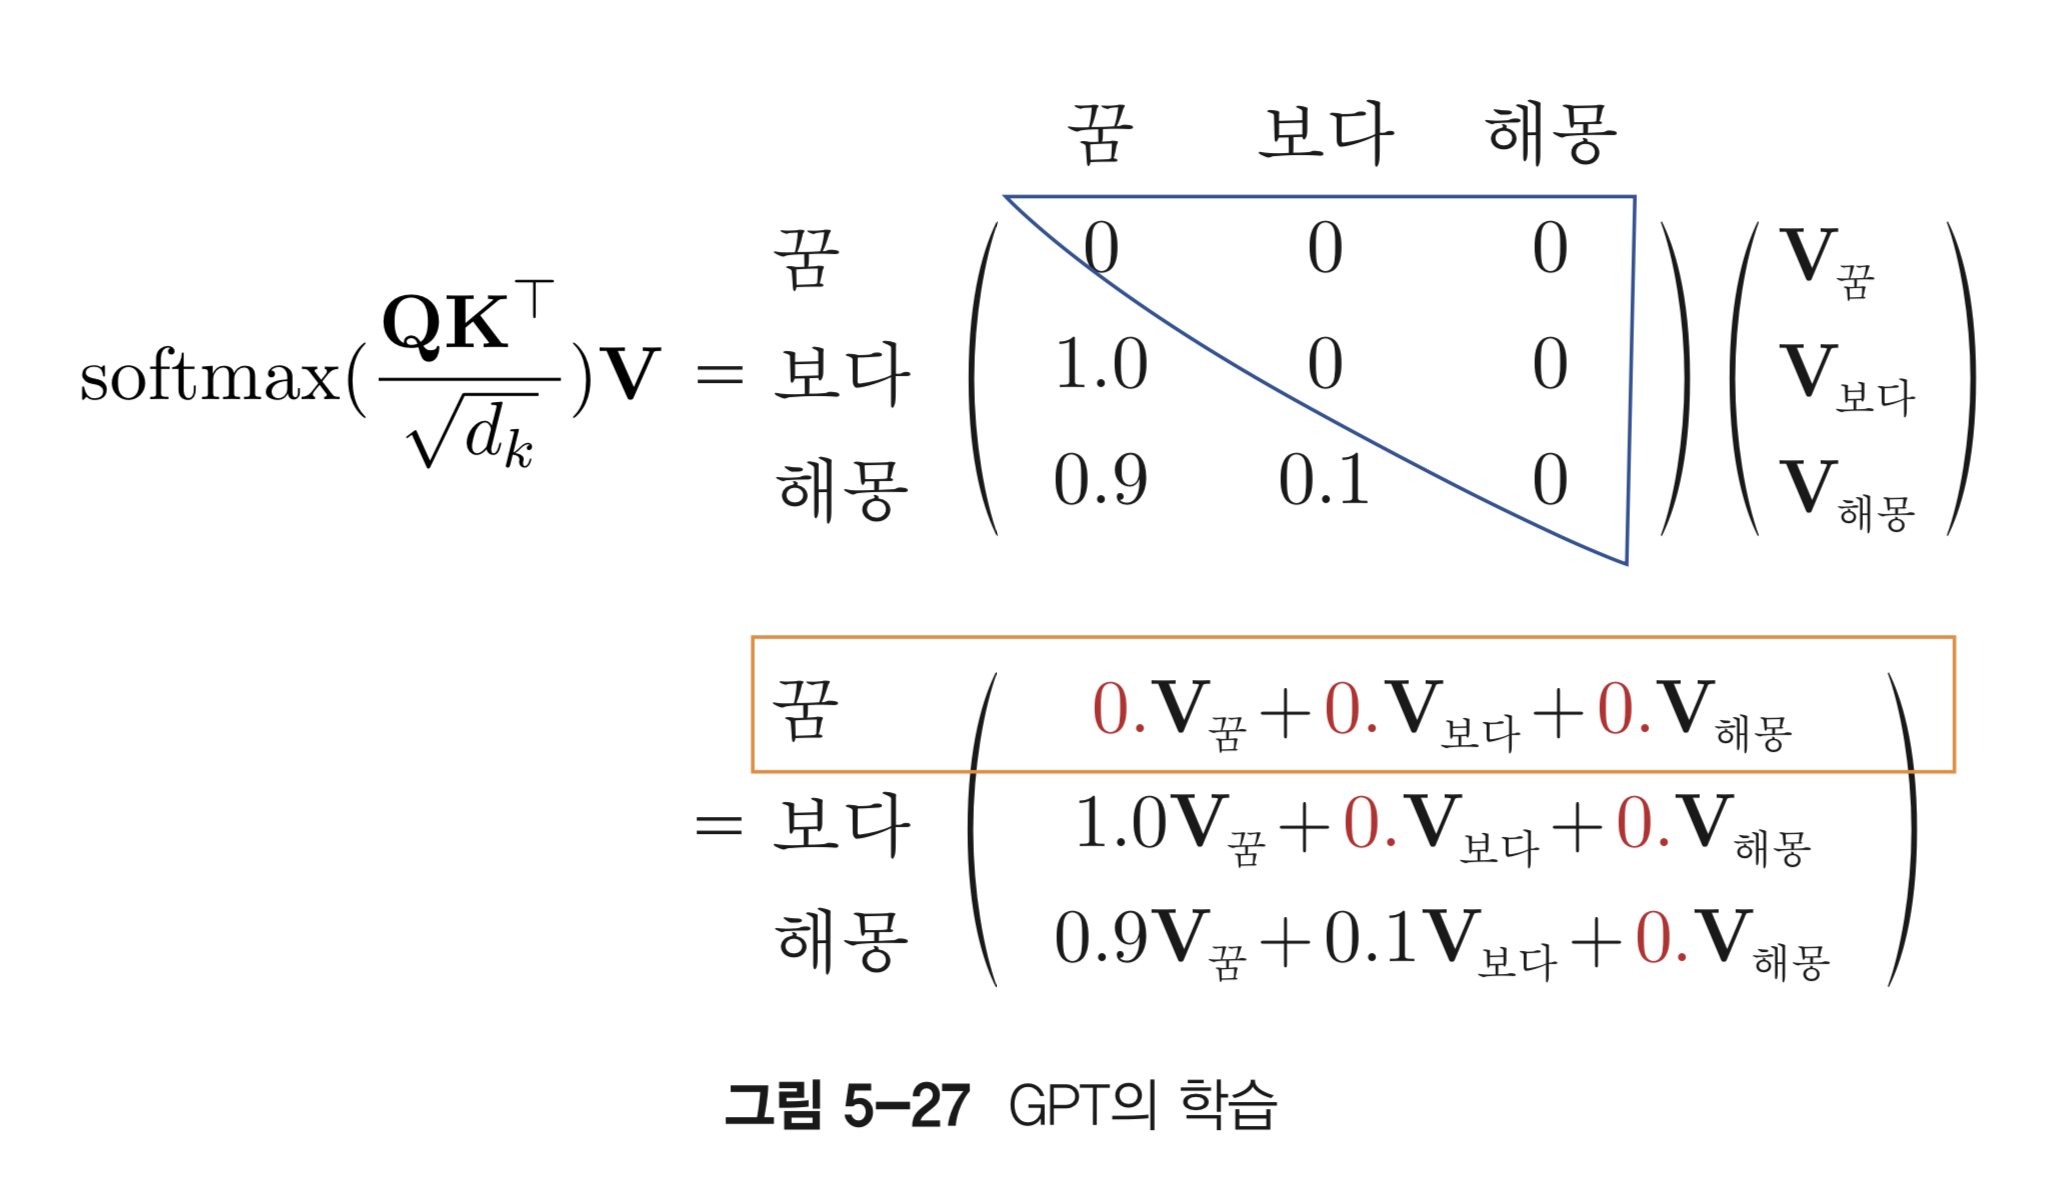 꿈 보다 해몽
꿈 0 0 0 V꿈
softmax(QK⊤/√dk)V = 보다 1.0 0 0 V보다
해몽 0.9 0.1 0 V해몽
꿈 0.V꿈+0.V보다+0.V해몽
= 보다 1.0V꿈+0.V보다+0.V해몽
해몽 0.9V꿈+0.1V보다+0.V해몽
그림 5-27 GPT의 학습